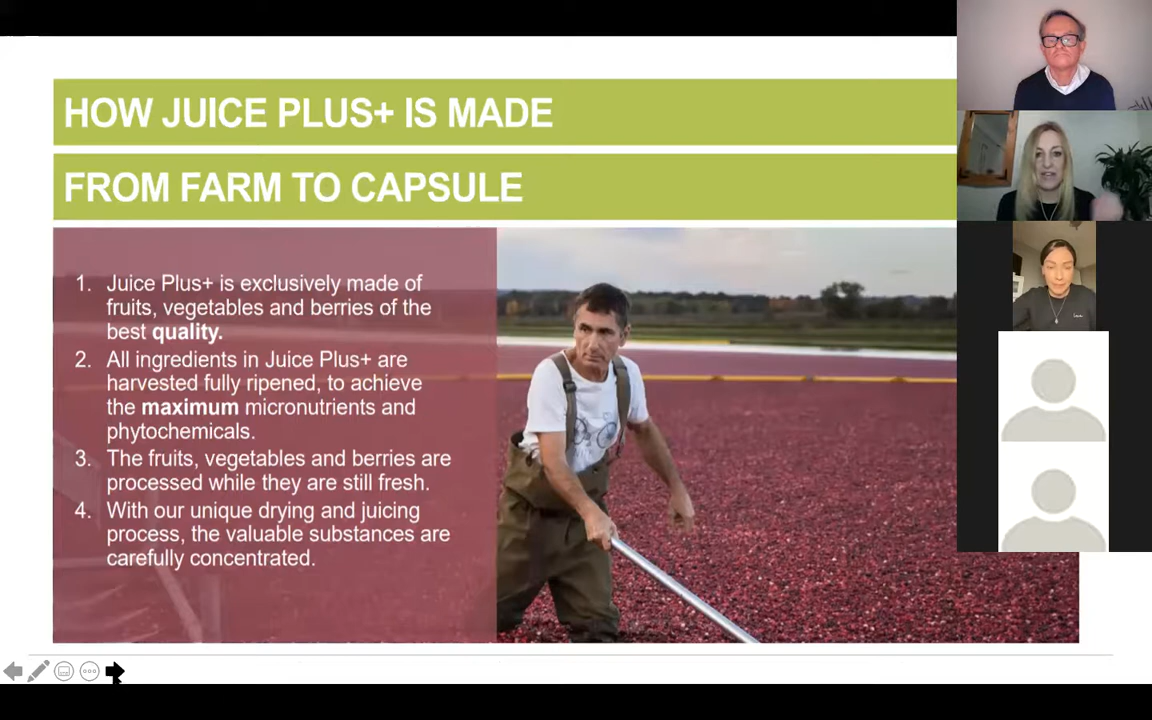 HOW JUICE PLUS+ IS MADE
FROM FARM TO CAPSULE
1. Juice Plus+ is exclusively made of
fruits, vegetables and berries of the
best quality.
2. All ingredients in Juice Plus+ are
harvested fully ripened, to achieve
the maximum micronutrients and
phytochemicals.
3. The fruits, vegetables and berries are
processed while they are still fresh.
4. With our unique drying and juicing
process, the valuable substances are
carefully concentrated.